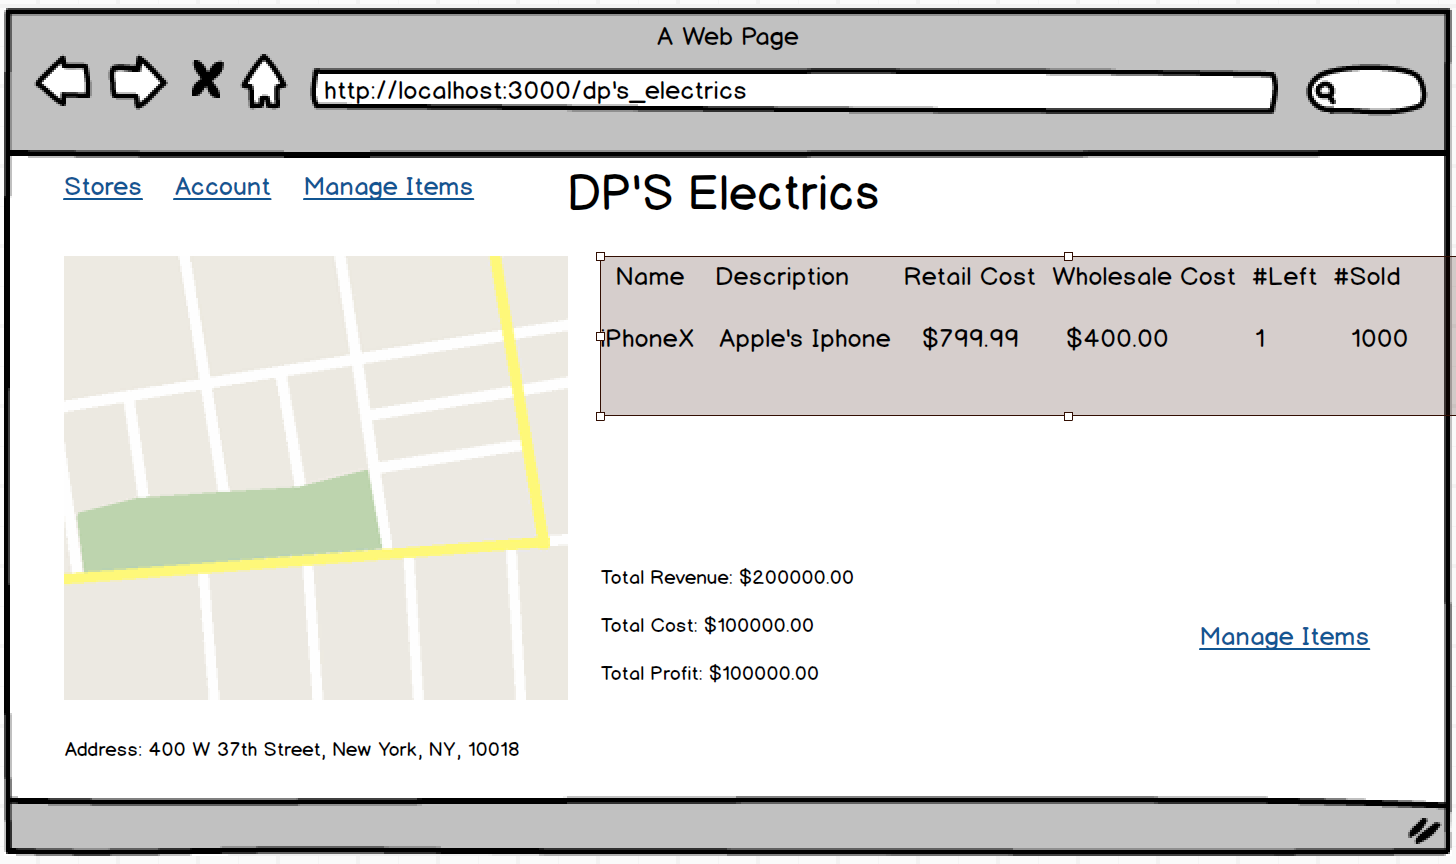 A Web Page
http://localhost:3000/dp's_electrics
Stores Account Manage Items
DP'S Electrics
Name Description Retail Cost Wholesale Cost #Left #Sold
iPhoneX Apple's Iphone $799.99 $400.00 1 1000
Total Revenue: $200000.00
Total Cost: $100000.00
Manage Items
Total Profit: $100000.00
Address: 400 W 37th Street, New York, NY, 10018